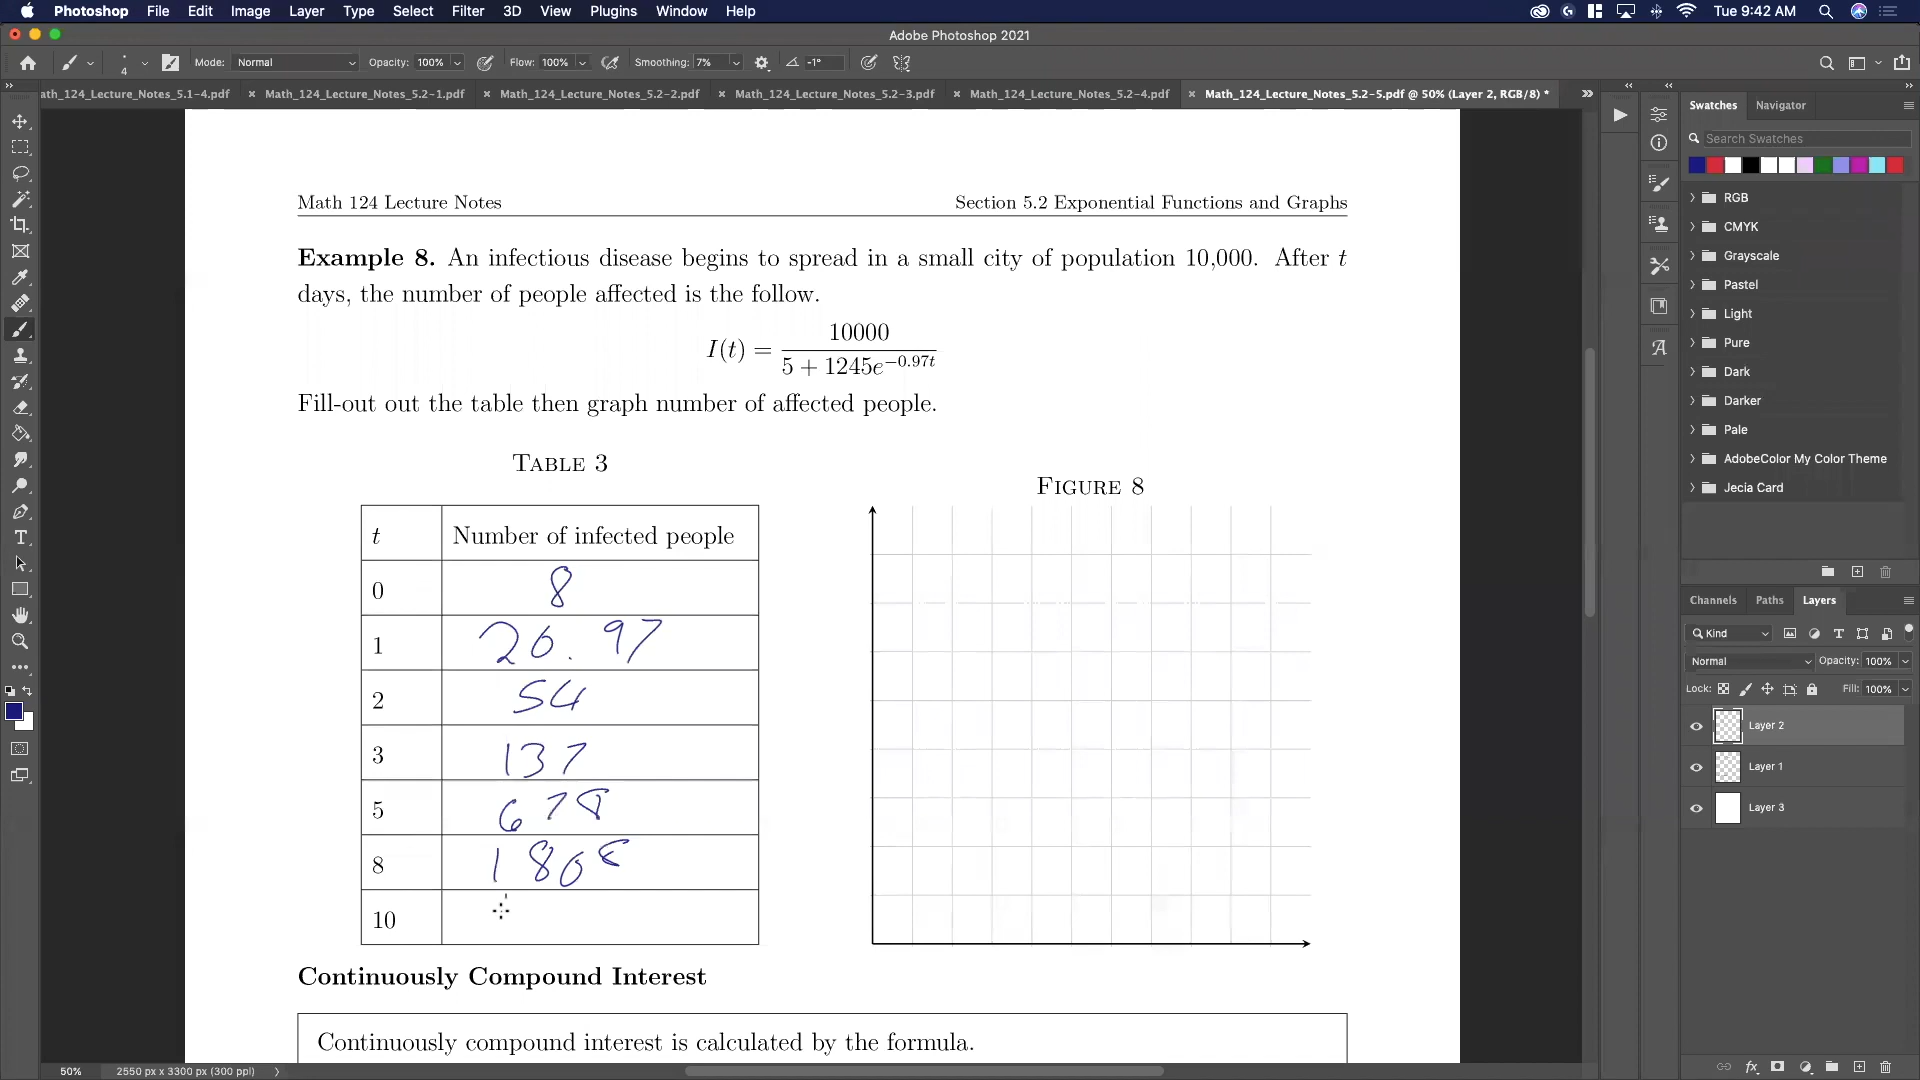 Photoshop File Edit Image Layer Type Select Filter 3D View Plugins Window Help Tue 9:42 AM
Adobe Photoshop 2021
4 Mode: Normal Opacity: 100% Flow: 100% Smoothing: 7% -1°
ath_124_Lecture_Notes_5.1-4.pdf Math_124_Lecture_Notes_5.2-1.pdf Math_124_Lecture_Notes_5.2-2.pdf Math_124_Lecture_Notes_5.2-3.pdf Math_124_Lecture_Notes_5.2-4.pdf Math_124_Lecture_Notes_5.2-5.pdf @ 50% (Layer 2, RGB/8) *
Math 124 Lecture Notes Section 5.2 Exponential Functions and Graphs
Example 8. An infectious disease begins to spread in a small city of population 10,000. After t
days, the number of people affected is the follow.
I(t) = 10000 / 5 + 1245e^−0.97t
Fill-out out the table then graph number of affected people.
Table 3
t Number of infected people
0 8
1 20.97
2 54
3 137
5 678
8 1808
10
Figure 8
Continuously Compound Interest
Continuously compound interest is calculated by the formula.
50% 2550 px x 3300 px (300 ppi)
Swatches Navigator
Search Swatches
RGB
CMYK
Grayscale
Pastel
Light
Pure
Dark
Darker
Pale
AdobeColor My Color Theme
Jecia Card
Channels Paths Layers
Kind
Normal Opacity: 100%
Lock: Fill: 100%
Layer 2
Layer 1
Layer 3
fx